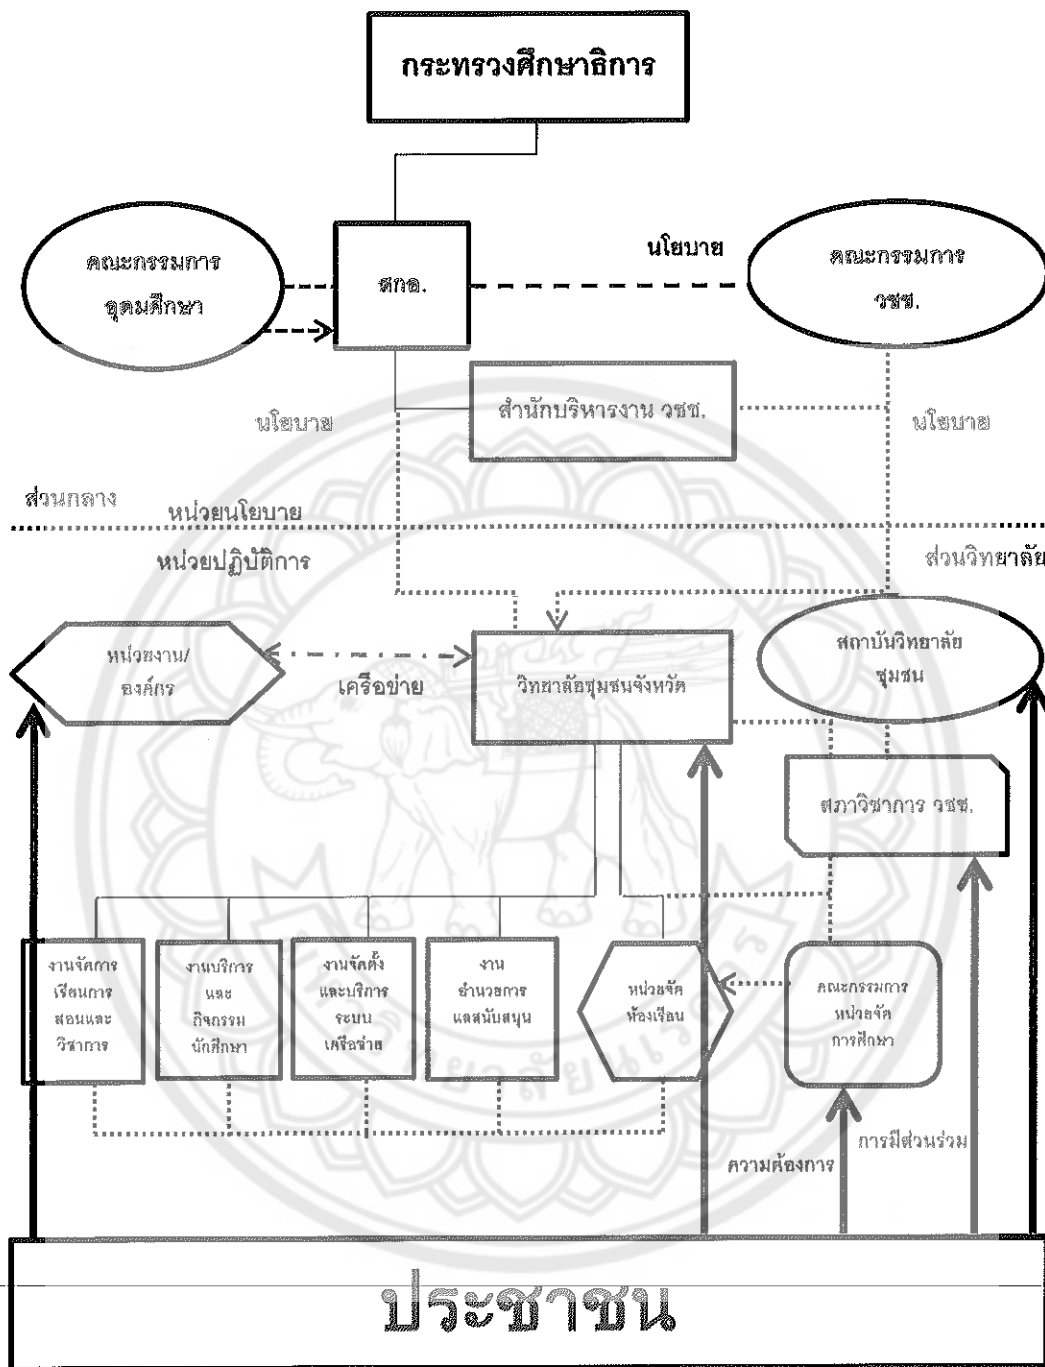 กระทรวงศึกษาธิการ
คณะกรรมการ
อุดมศึกษา
สกอ.
นโยบาย
คณะกรรมการ
วชช.
สำนักบริหารงาน วชช.
นโยบาย
นโยบาย
ส่วนกลาง
หน่วยนโยบาย
หน่วยปฏิบัติการ
ส่วนวิทยาลัย
หน่วยงาน/
องค์กร
เครือข่าย
วิทยาลัยชุมชนจังหวัด
สถาบันวิทยาลัย
ชุมชน
สภาวิชาการ วชช.
งานจัดการ
เรียนการ
สอนและ
วิชาการ
งานบริการ
และ
กิจกรรม
นักศึกษา
งานจัดตั้ง
และบริการ
ระบบ
เครือข่าย
งาน
อำนวยการ
และสนับสนุน
หน่วยจัด
ห้องเรียน
คณะกรรมการ
หน่วยจัด
การศึกษา
ความต้องการ
การมีส่วนร่วม
ประชาชน